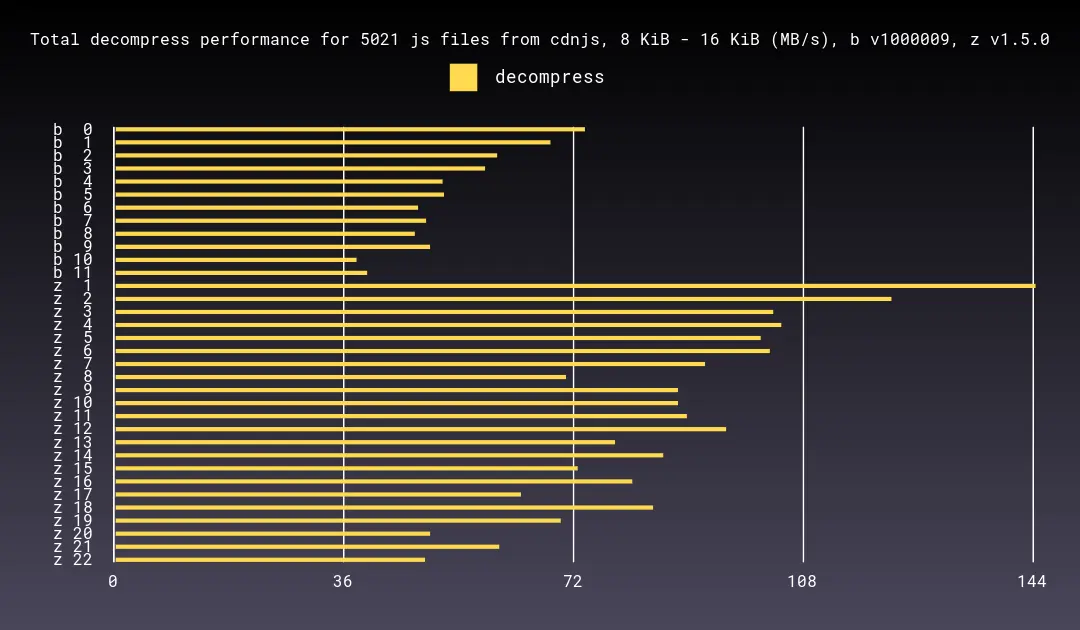 Total decompress performance for 5021 js files from cdnjs, 8 KiB - 16 KiB (MB/s), b v1000009, z v1.5.0
decompress
b 0
b 1
b 2
b 3
b 4
b 5
b 6
b 7
b 8
b 9
b 10
b 11
z 1
z 2
z 3
z 4
z 5
z 6
z 7
z 8
z 9
z 10
z 11
z 12
z 13
z 14
z 15
z 16
z 17
z 18
z 19
z 20
z 21
z 22
0 36 72 108 144